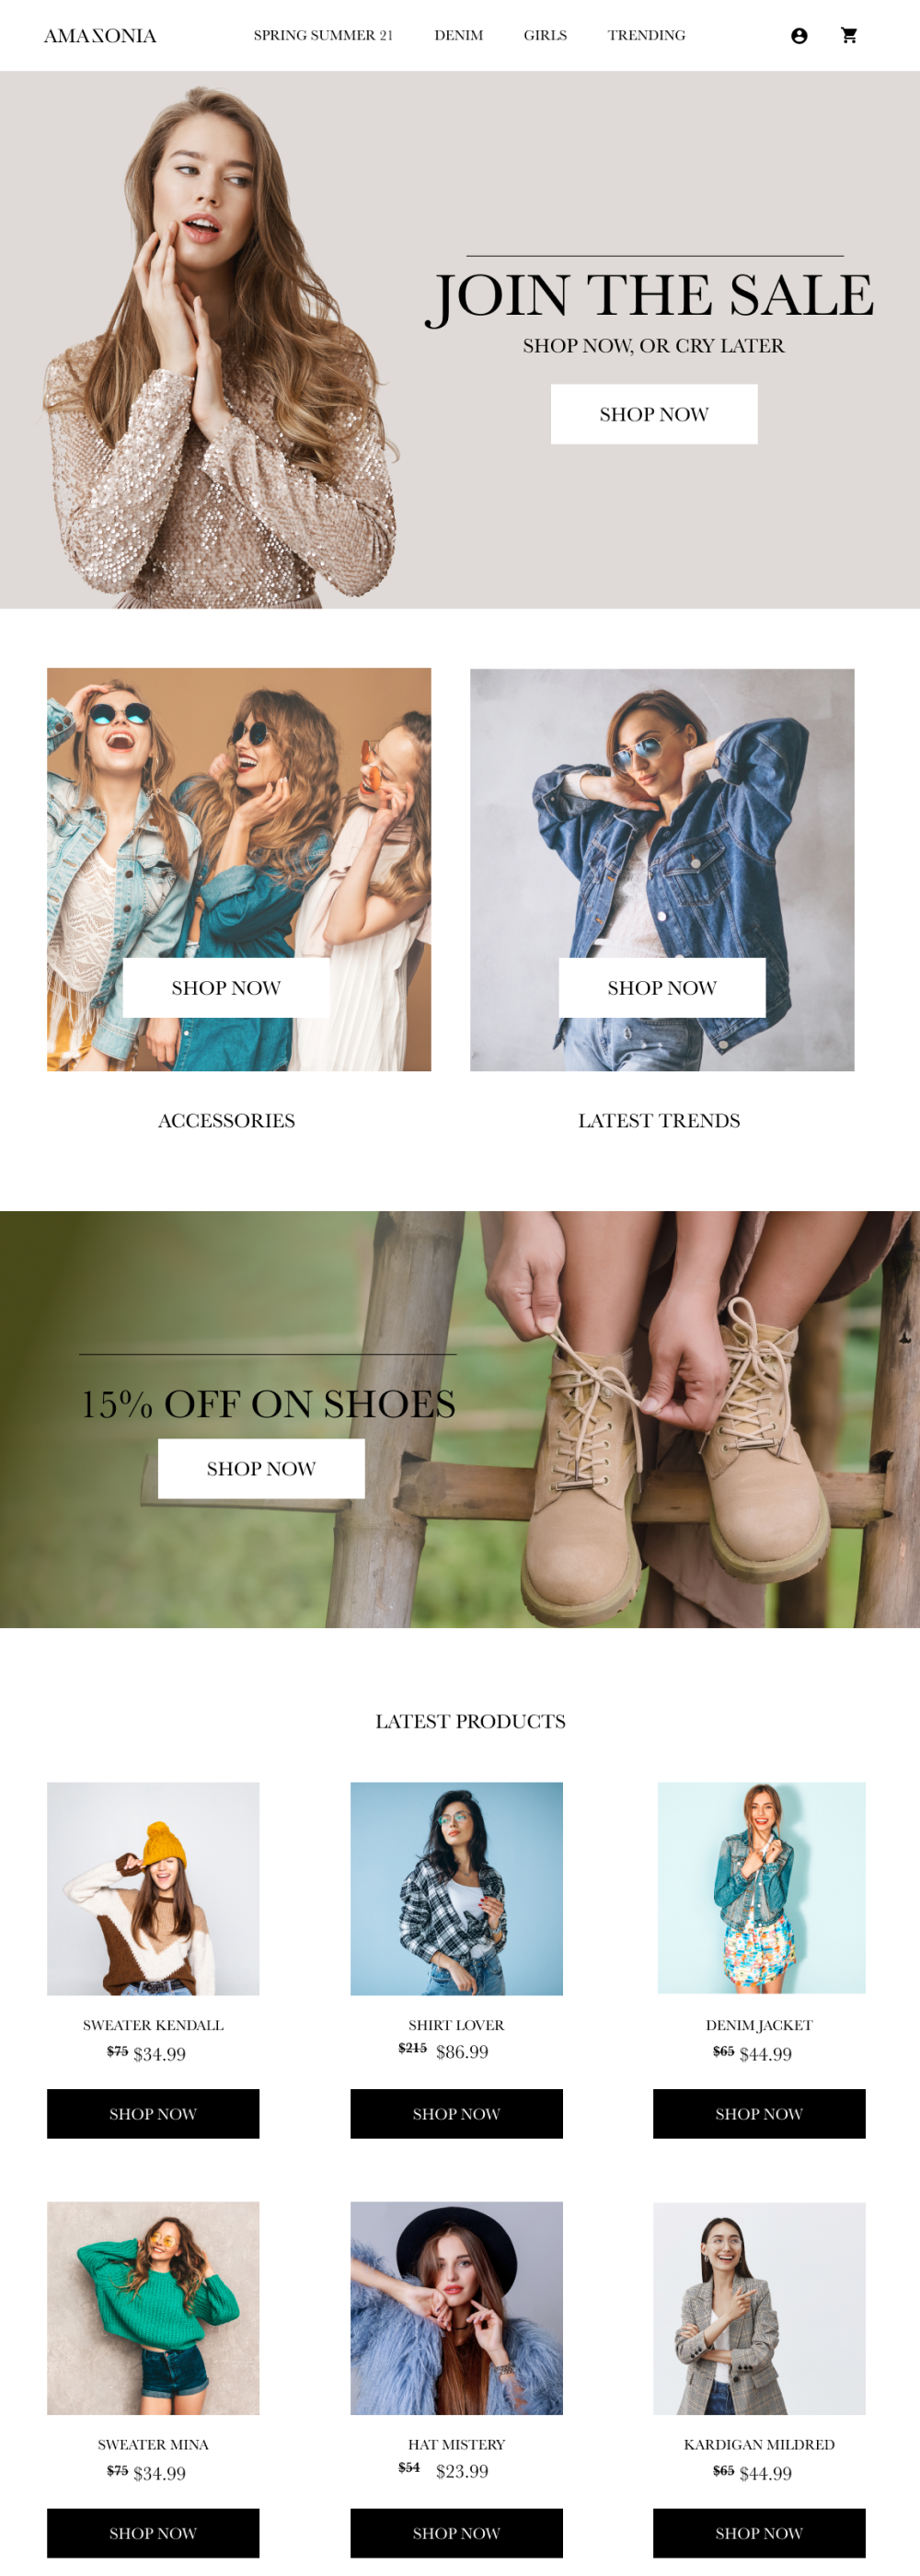 AMAZONIA
SPRING SUMMER 21 DENIM GIRLS TRENDING
JOIN THE SALE
SHOP NOW, OR CRY LATER
SHOP NOW
SHOP NOW
SHOP NOW
ACCESSORIES
LATEST TRENDS
15% OFF ON SHOES
SHOP NOW
LATEST PRODUCTS
SWEATER KENDALL
$75 $34.99
SHOP NOW
SHIRT LOVER
$215 $86.99
SHOP NOW
DENIM JACKET
$65 $44.99
SHOP NOW
SWEATER MINA
$75 $34.99
SHOP NOW
HAT MISTERY
$54 $23.99
SHOP NOW
KARDIGAN MILDRED
$65 $44.99
SHOP NOW